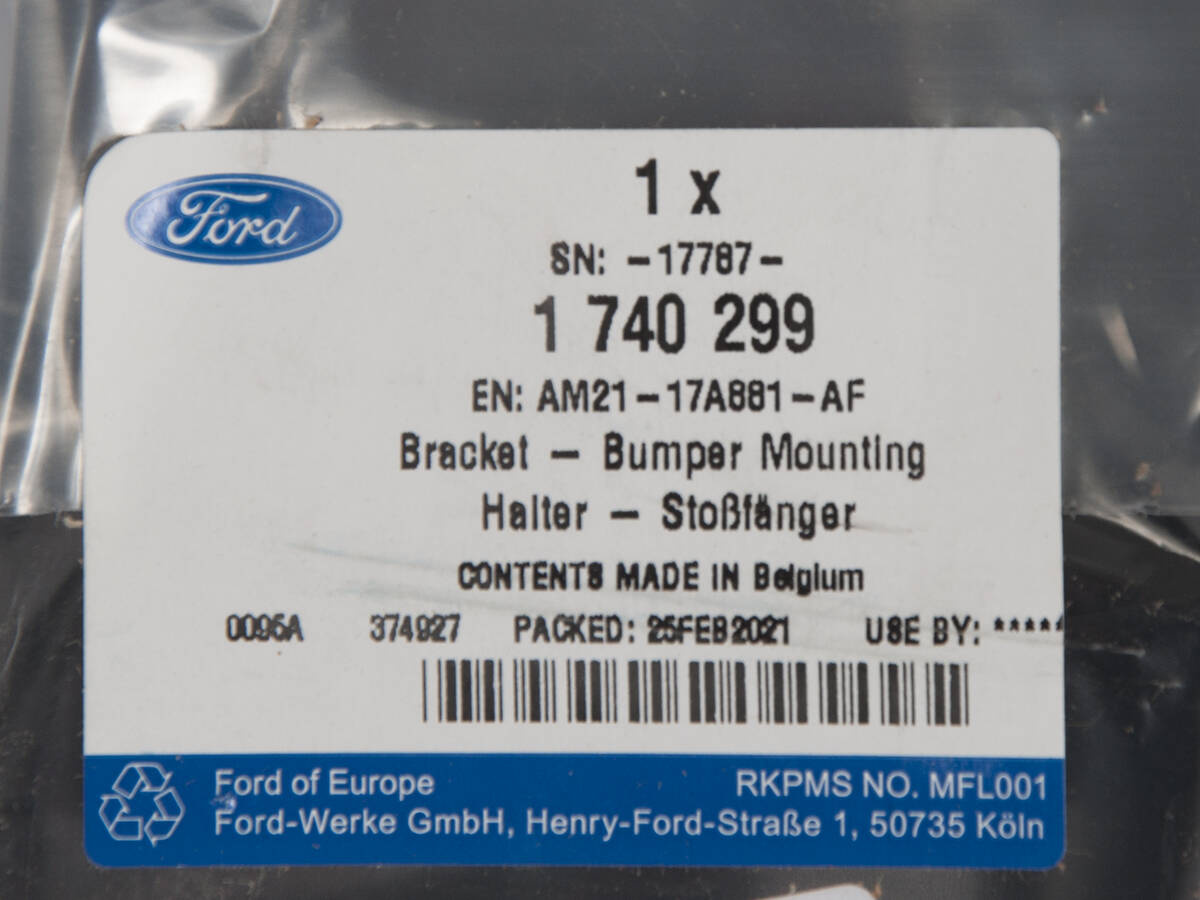 Ford
1 x
SN: -17787-
1 740 299
EN: AM21-17A881-AF
Bracket - Bumper Mounting
Halter - Stoßfänger
CONTENTS MADE IN Belgium
0095A 374927 PACKED: 25FEB2021 USE BY: *****
Ford of Europe RKPMS NO. MFL001
Ford-Werke GmbH, Henry-Ford-Straße 1, 50735 Köln